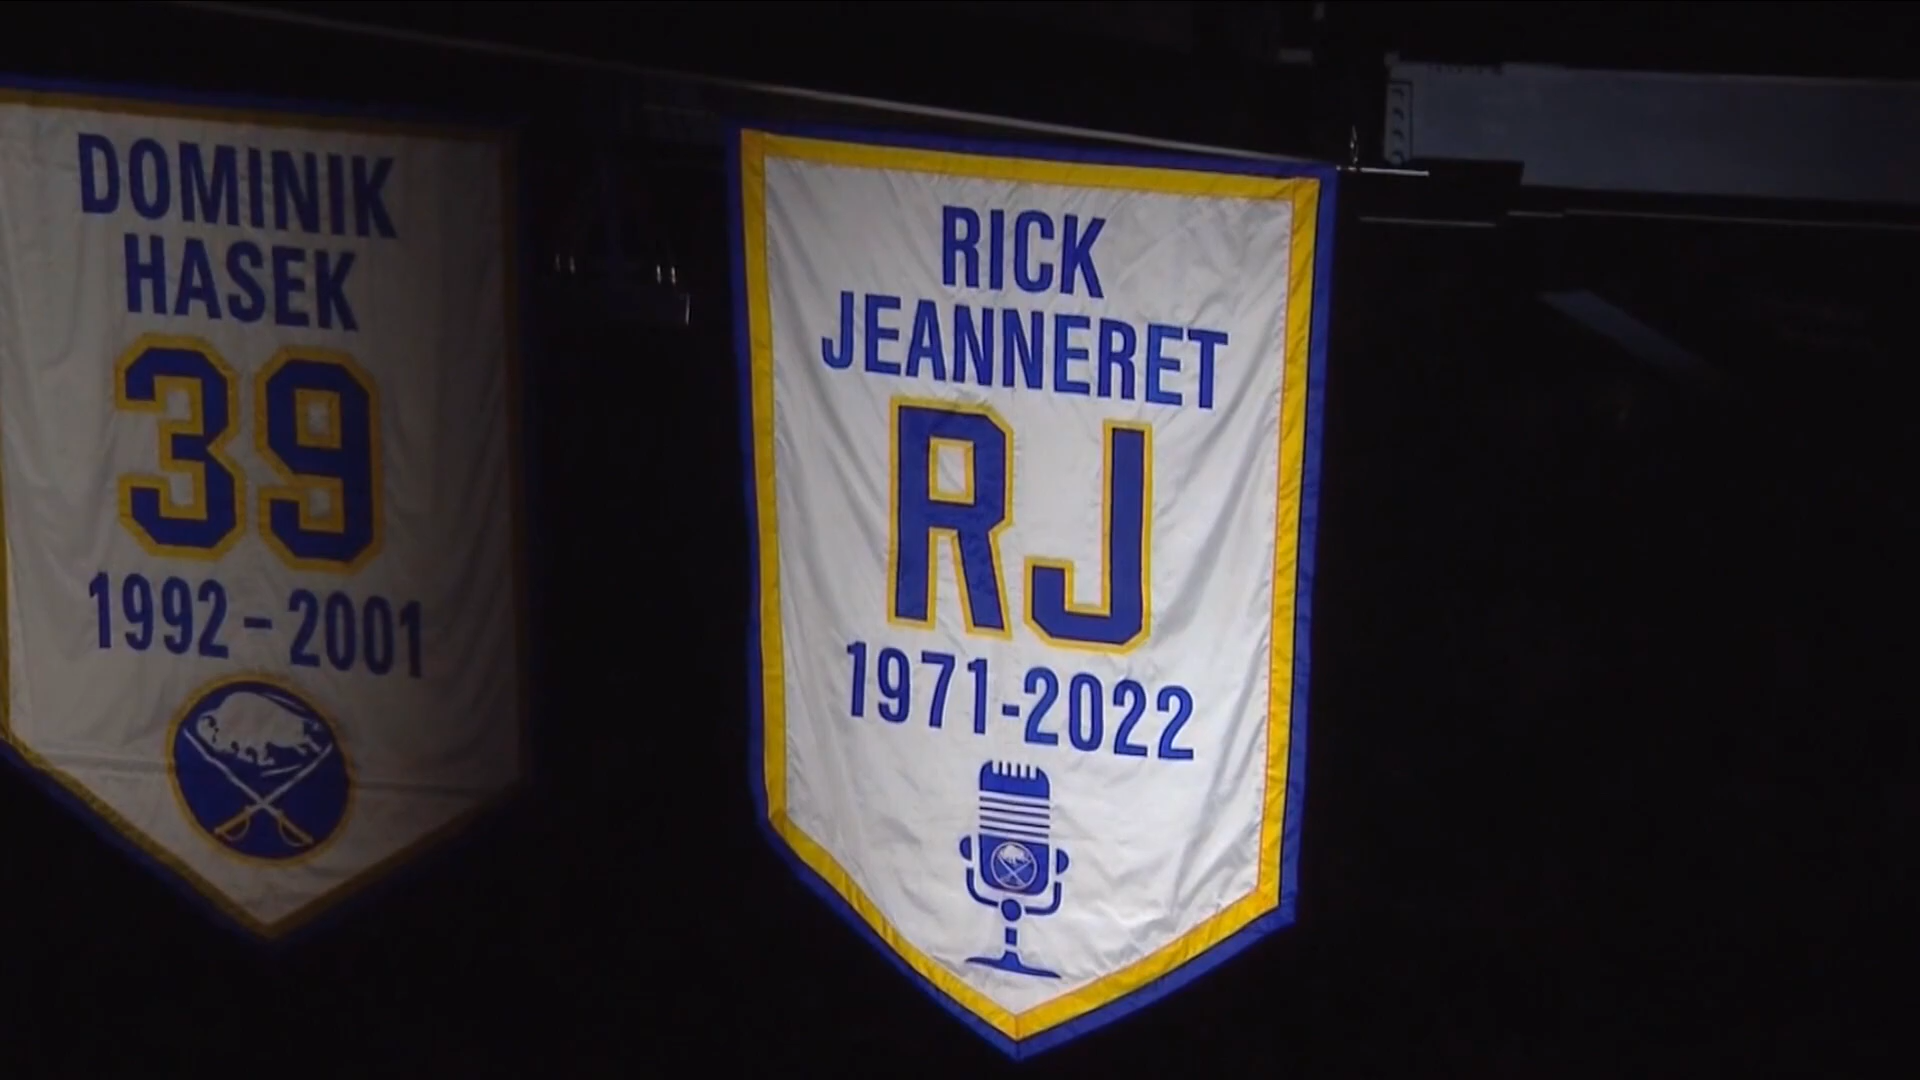 DOMINIK
HASEK
39
1992-2001
RICK
JEANNERET
RJ
1971-2022